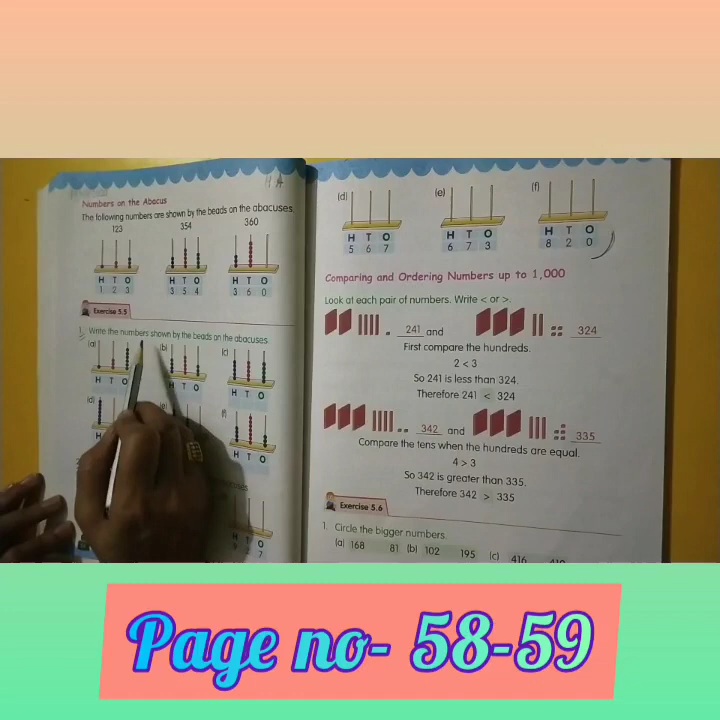 Numbers on the Abacus
The following numbers are shown by the beads on the abacuses.
123 354 360
H T O H T O H T O
1 2 3 3 5 4 3 6 0
Exercise 5.5
1. Write the numbers shown by the beads on the abacuses.
(a) (b) (c)
H T O T O H T O
(d) (f)
H H T O
7
(d) (e) (f)
H T O H T O H T O
5 6 7 6 7 3 8 2 0
Comparing and Ordering Numbers up to 1,000
Look at each pair of numbers. Write < or >.
241 and 324
First compare the hundreds.
2 < 3
So 241 is less than 324.
Therefore 241 < 324
342 and 335
Compare the tens when the hundreds are equal.
4 > 3
So 342 is greater than 335.
Therefore 342 > 335
Exercise 5.6
1. Circle the bigger numbers.
(a) 168 81 (b) 102 195 (c) 416
Page no- 58-59